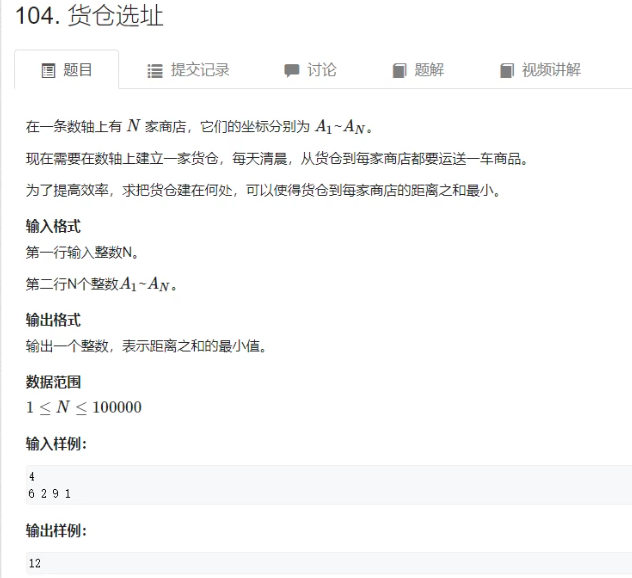 104. 货仓选址
题目 提交记录 讨论 题解 视频讲解
在一条数轴上有 N 家商店，它们的坐标分别为 A₁~A_N。
现在需要在数轴上建立一家货仓，每天清晨，从货仓到每家商店都要运送一车商品。
为了提高效率，求把货仓建在何处，可以使得货仓到每家商店的距离之和最小。
输入格式
第一行输入整数N。
第二行N个整数A₁~A_N。
输出格式
输出一个整数，表示距离之和的最小值。
数据范围
1 ≤ N ≤ 100000
输入样例：
4
6 2 9 1
输出样例：
12